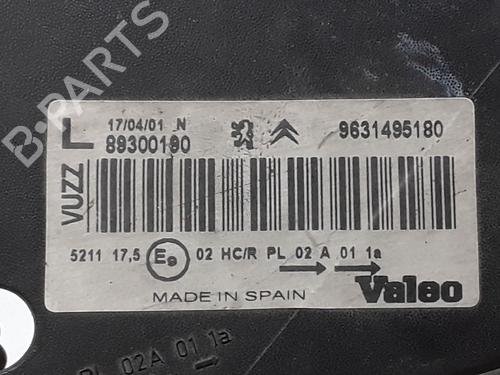 B-PARTS
L 17/04/01 N 9631495180
89300190
VUZZ
5211 17,5 E9 02 HC/R PL 02 A 01 1a
MADE IN SPAIN Valeo
PL 02A 01 1a